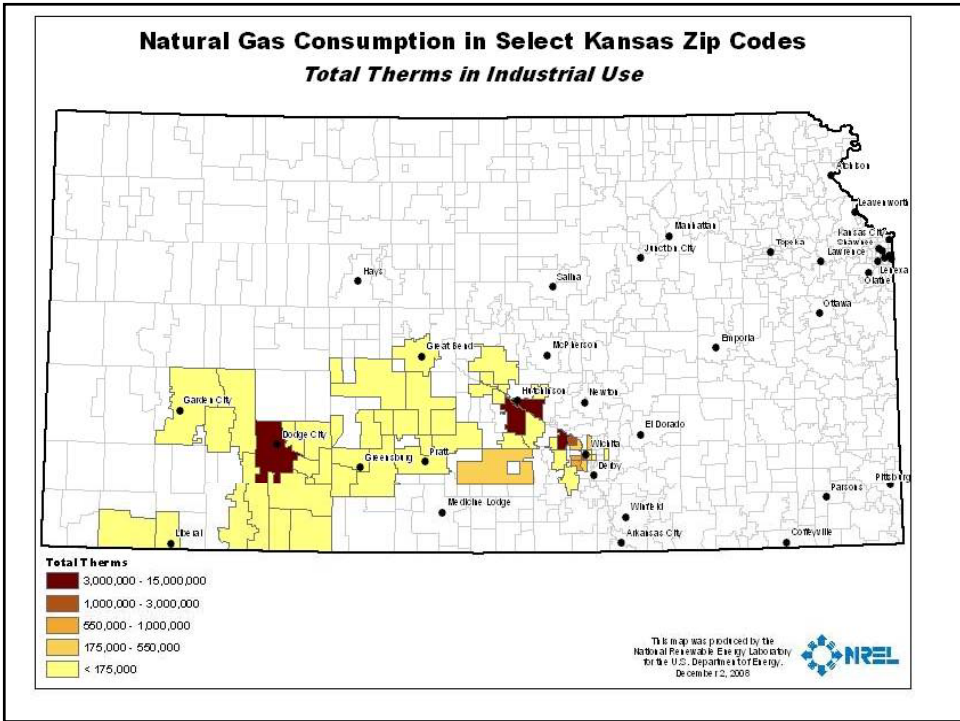 Natural Gas Consumption in Select Kansas Zip Codes
Total Therms in Industrial Use
Atchison
Leavenworth
Manhattan
Kansas City
Shawnee
Topeka
Junction City
Lawrence
Lenexa
Hays
Salina
Olathe
Ottawa
Emporia
Great Bend
McPherson
Hutchinson
Newton
Garden City
El Dorado
Dodge City
Wichita
Pratt
Greensburg
Derby
Pittsburg
Parsons
Medicine Lodge
Winfield
Liberal
Arkansas City
Coffeyville
Total Therms
3,000,000 - 15,000,000
1,000,000 - 3,000,000
550,000 - 1,000,000
175,000 - 550,000
< 175,000
This map was produced by the
National Renewable Energy Laboratory
for the U.S. Department of Energy.
December 2, 2008
NREL